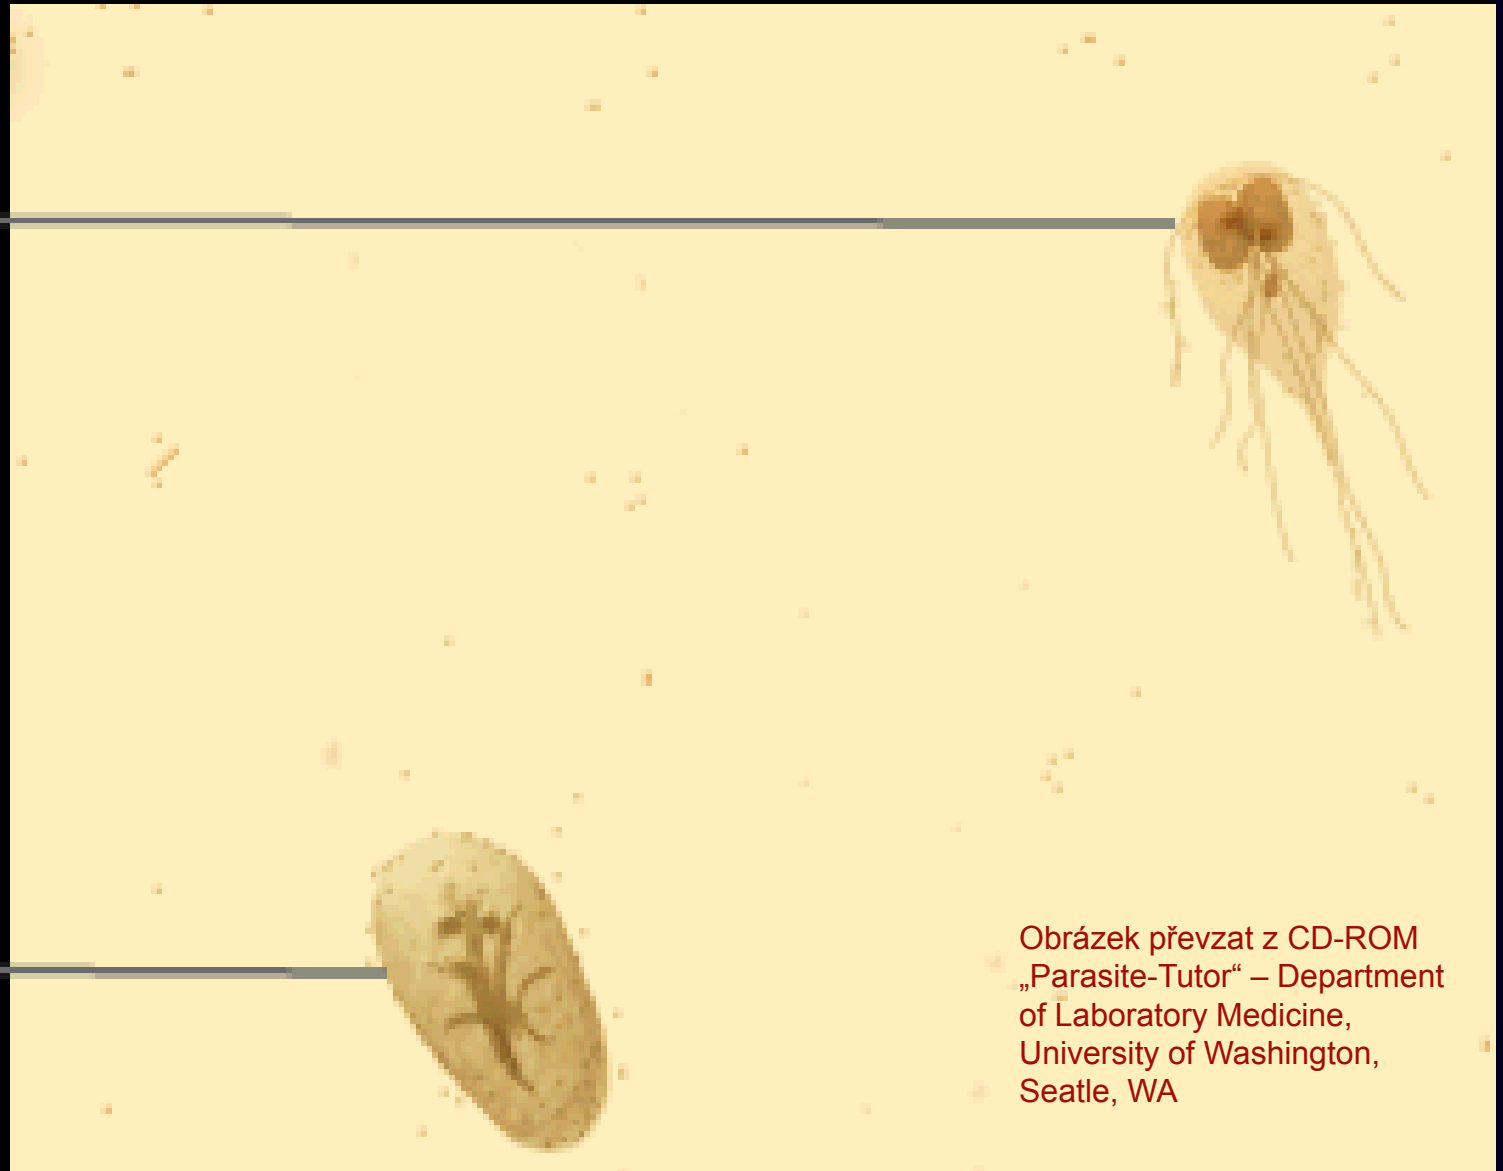 Obrázek převzat z CD-ROM
„Parasite-Tutor“ – Department
of Laboratory Medicine,
University of Washington,
Seatle, WA